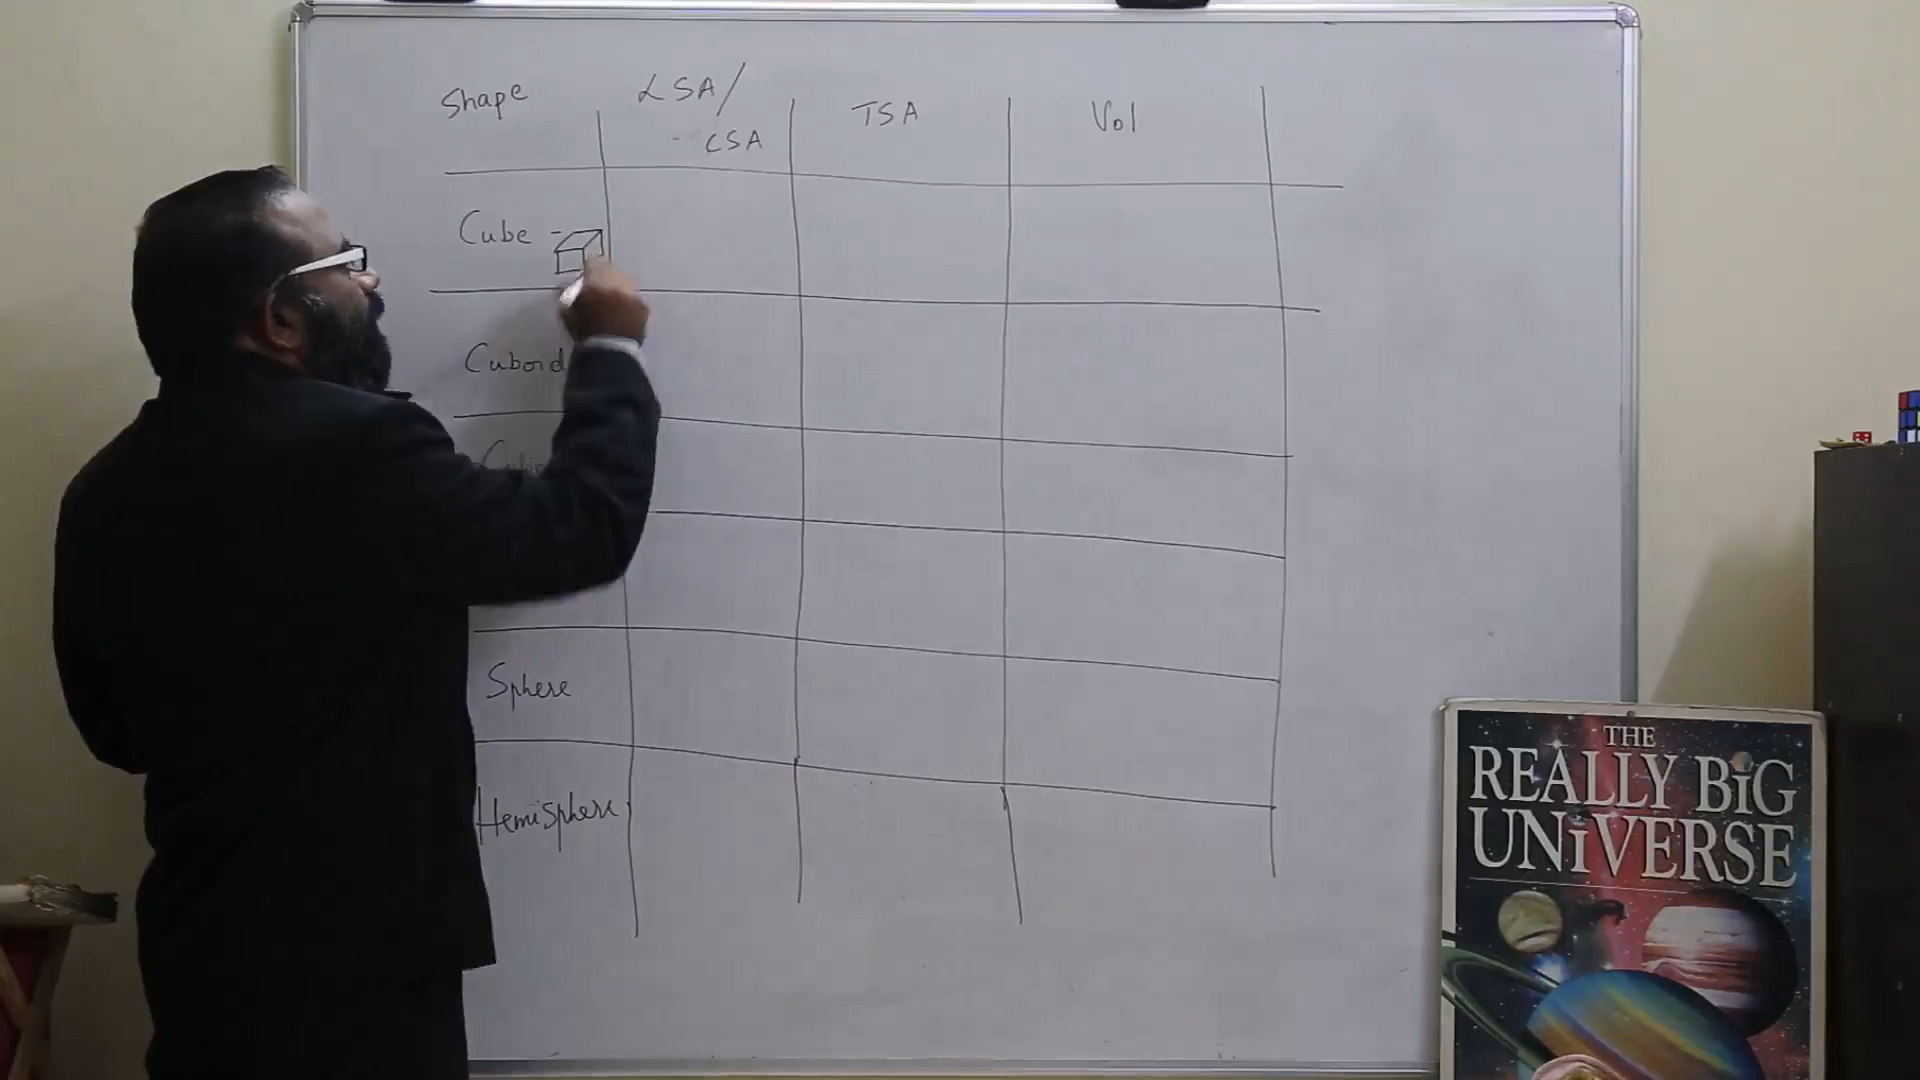 Shape
LSA/
CSA
TSA
Vol
Cube
Cuboid
Sphere
Hemisphere
THE
REALLY BiG
UNiVERSE